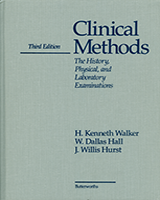 Clinical
Methods
Third Edition
The History,
Physical, and
Laboratory
Examinations
H. Kenneth Walker
W. Dallas Hall
J. Willis Hurst
Butterworths